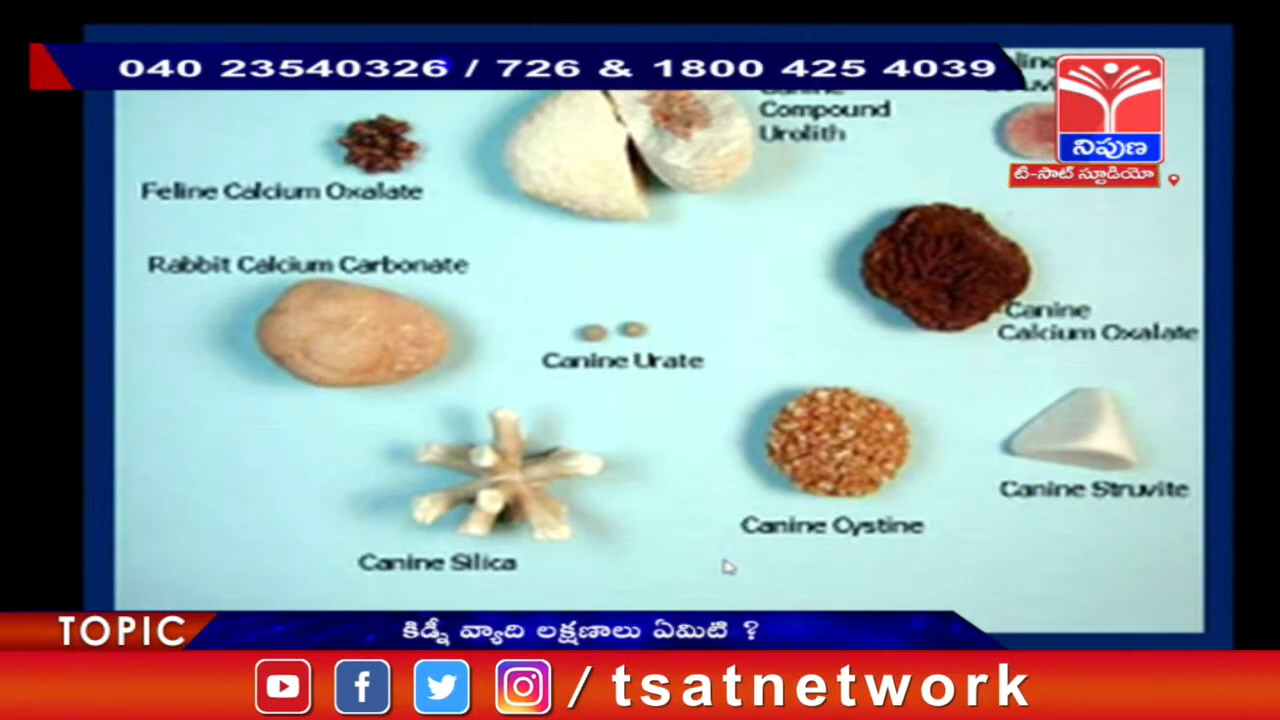 040 23540326 / 726 & 1800 425 4039
Compound
Urolith
నిపుణ
టి-సాట్ స్టూడియో
Feline Calcium Oxalate
Rabbit Calcium Carbonate
Canine
Calcium Oxalate
Canine Urate
Canine Struvite
Canine Cystine
Canine Silica
TOPIC
కిడ్నీ వ్యాది లక్షణాలు ఏమిటి ?
/ tsatnetwork